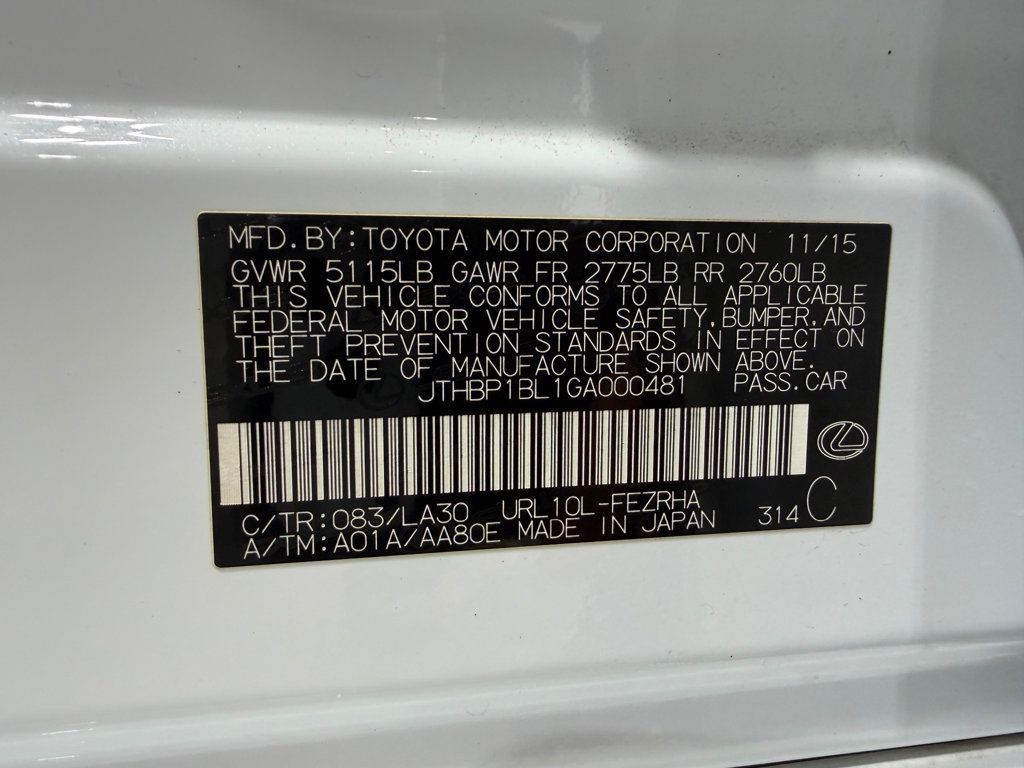 MFD.BY:TOYOTA MOTOR CORPORATION 11/15
GVWR 5115LB GAWR FR 2775LB RR 2760LB
THIS VEHICLE CONFORMS TO ALL APPLICABLE
FEDERAL MOTOR VEHICLE SAFETY, BUMPER, AND
THEFT PREVENTION STANDARDS IN EFFECT ON
THE DATE OF MANUFACTURE SHOWN ABOVE.
JTHBP1BL1GA000481 PASS.CAR
C/TR:083/LA30 URL10L-FEZRHA
A/TM:A01A/AA80E MADE IN JAPAN 314 C